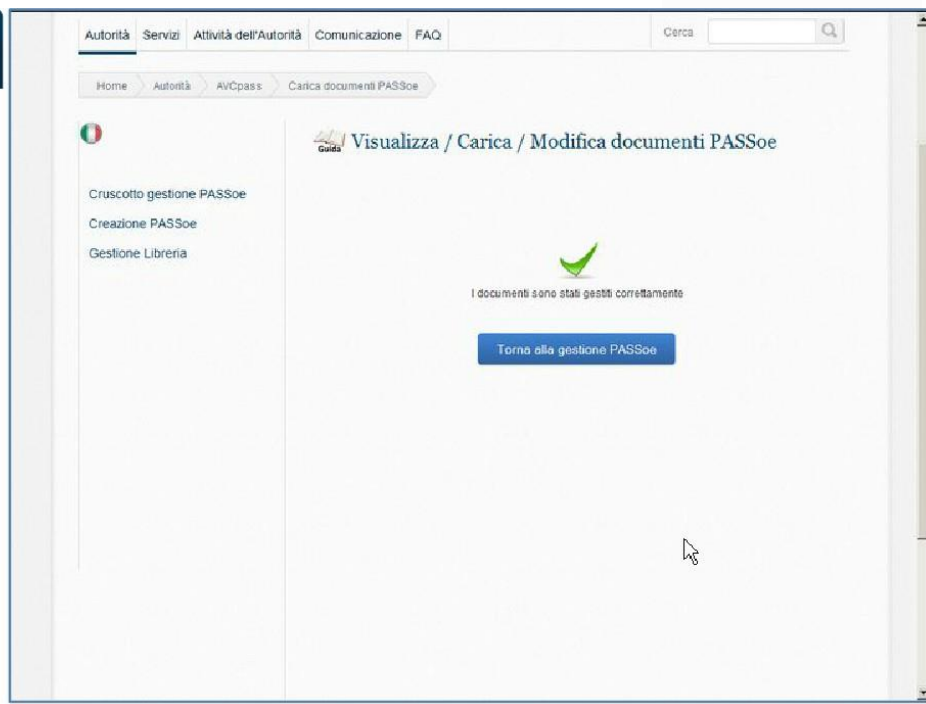 Autorità Servizi Attività dell'Autorità Comunicazione FAQ Cerca
Home Autorità AVCpass Carica documenti PASSoe
Guida Visualizza / Carica / Modifica documenti PASSoe
Cruscotto gestione PASSoe
Creazione PASSoe
Gestione Libreria
I documenti sono stati gestiti correttamente
Torna alla gestione PASSoe